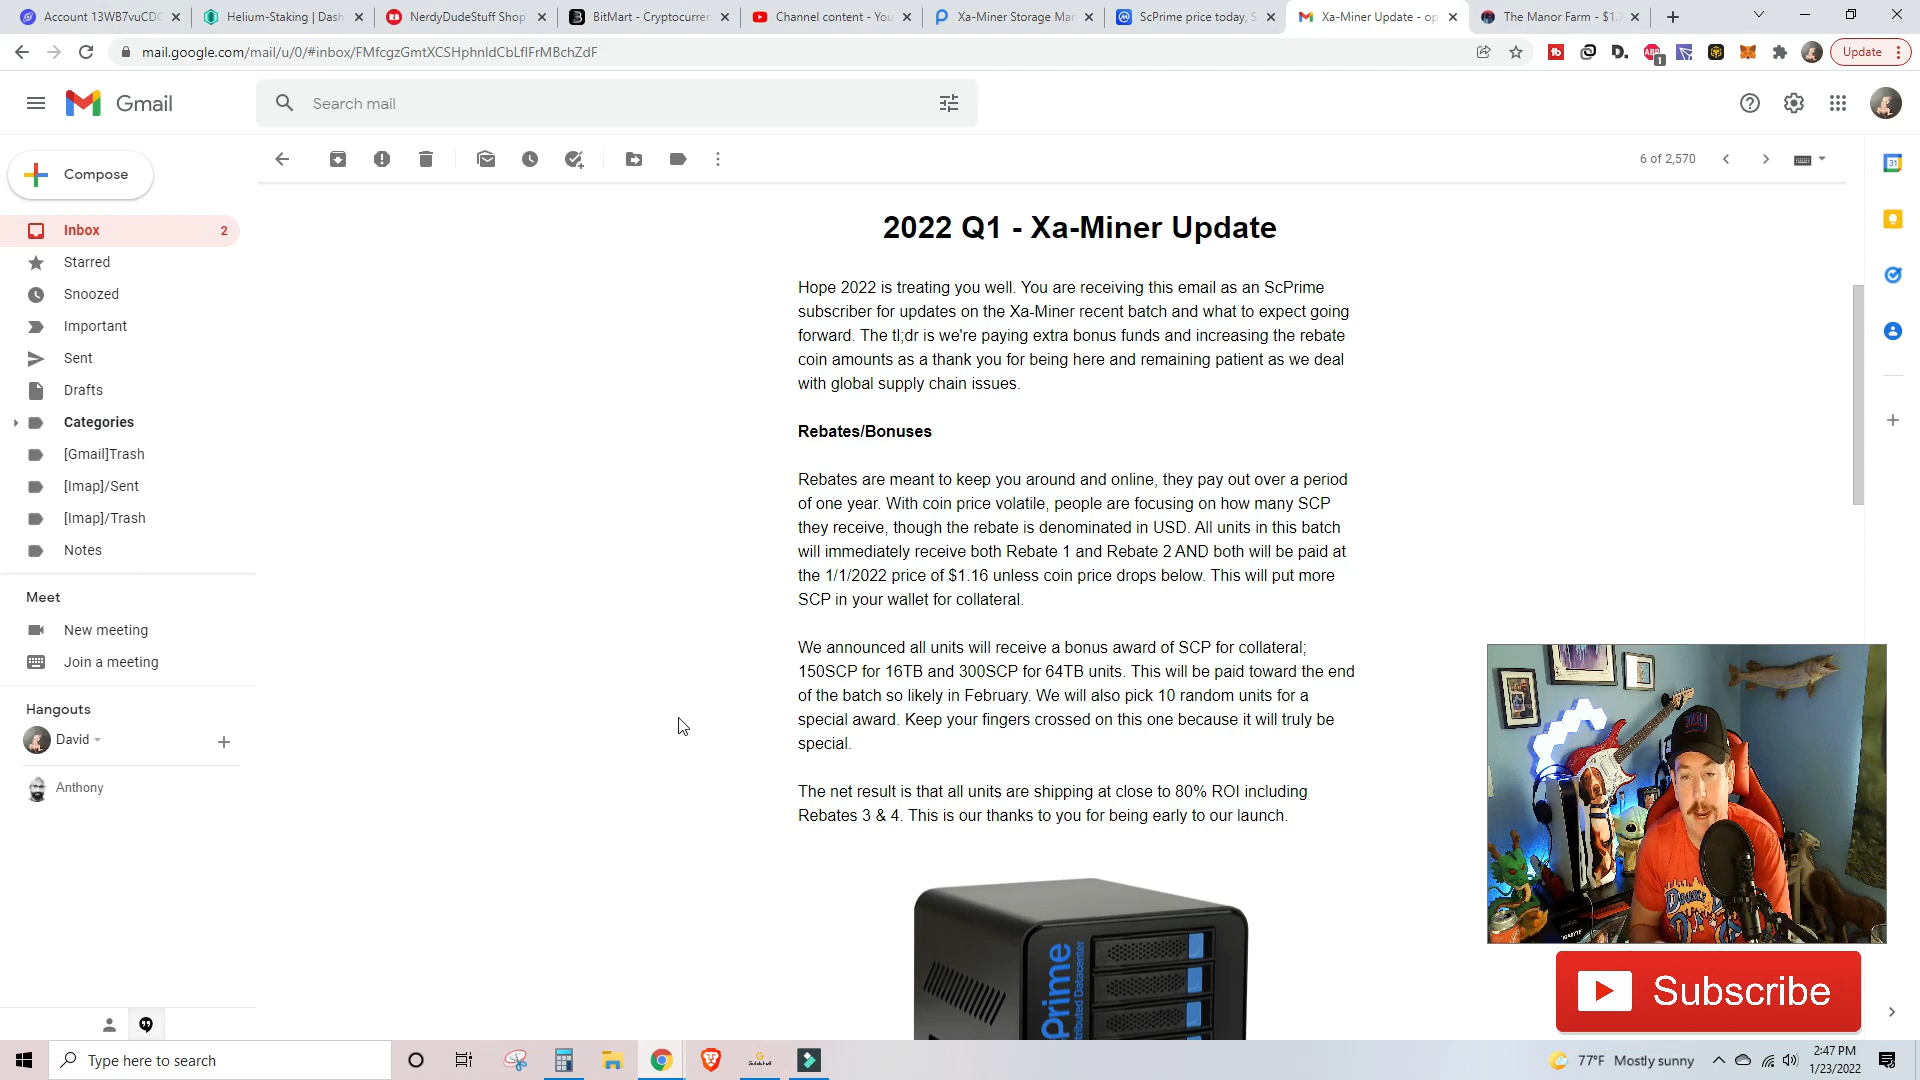 Account 13WB7vuCDC
Helium-Staking | Dash
NerdyDudeStuff Shop
BitMart - Cryptocurren
Channel content - You
Xa-Miner Storage Mar
ScPrime price today, S
Xa-Miner Update - op
The Manor Farm - $1.7
mail.google.com/mail/u/0/#inbox/FMfcgzGmtXCSHphnldCbLflFrMBchZdF
tb
D.
ABP
1
Update
Gmail
Search mail
Compose
6 of 2,570
31
Inbox 2
Starred
Snoozed
Important
Sent
Drafts
Categories
[Gmail]Trash
[Imap]/Sent
[Imap]/Trash
Notes
Meet
New meeting
Join a meeting
Hangouts
David
Anthony
2022 Q1 - Xa-Miner Update
Hope 2022 is treating you well. You are receiving this email as an ScPrime
subscriber for updates on the Xa-Miner recent batch and what to expect going
forward. The tl;dr is we're paying extra bonus funds and increasing the rebate
coin amounts as a thank you for being here and remaining patient as we deal
with global supply chain issues.
Rebates/Bonuses
Rebates are meant to keep you around and online, they pay out over a period
of one year. With coin price volatile, people are focusing on how many SCP
they receive, though the rebate is denominated in USD. All units in this batch
will immediately receive both Rebate 1 and Rebate 2 AND both will be paid at
the 1/1/2022 price of $1.16 unless coin price drops below. This will put more
SCP in your wallet for collateral.
We announced all units will receive a bonus award of SCP for collateral;
150SCP for 16TB and 300SCP for 64TB units. This will be paid toward the end
of the batch so likely in February. We will also pick 10 random units for a
special award. Keep your fingers crossed on this one because it will truly be
special.
The net result is that all units are shipping at close to 80% ROI including
Rebates 3 & 4. This is our thanks to you for being early to our launch.
Prime
tributed Datacenter
NY
DOUBLE
GIGABYTE
Subscribe
Type here to search
77°F Mostly sunny
2:47 PM
1/23/2022